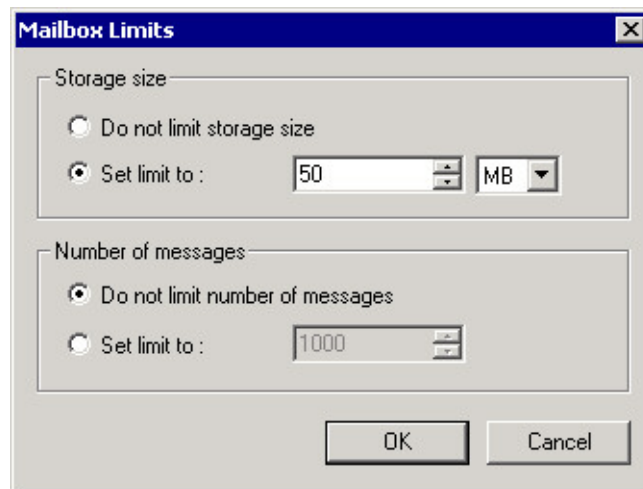 Mailbox Limits
Storage size
Do not limit storage size
Set limit to : 50 MB
Number of messages
Do not limit number of messages
Set limit to : 1000
OK Cancel